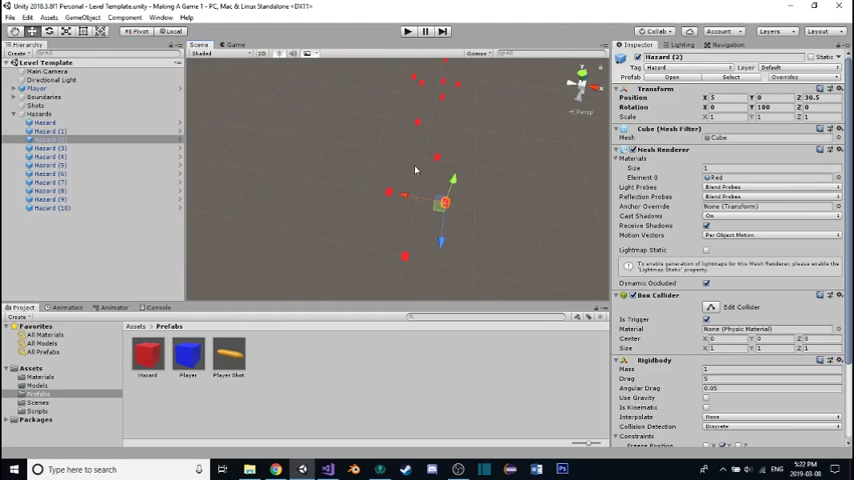 Unity 2018.3.8f1 Personal - Level Template.unity - Making A Game 1 - PC, Mac & Linux Standalone <DX11>
File Edit Assets GameObject Component Window Help
Pivot Local Collab Account Layers Layout
Hierarchy
Create
Level Template
Main Camera
Directional Light
Player
Boundaries
Shots
Hazards
Hazard
Hazard (1)
Hazard (3)
Hazard (4)
Hazard (5)
Hazard (6)
Hazard (7)
Hazard (8)
Hazard (9)
Hazard (10)
Scene Game
Shaded 2D Gizmos All
Persp
Inspector Lighting Navigation
Hazard (2) Static
Tag Hazard Layer Default
Prefab Open Select Overrides
Transform
Position X 5 Y 0 Z 30.5
Rotation X 0 Y 180 Z 0
Scale X 1 Y 1 Z 1
Cube (Mesh Filter)
Mesh Cube
Mesh Renderer
Materials
Size 1
Element 0 Red
Light Probes Blend Probes
Reflection Probes Blend Probes
Anchor Override None (Transform)
Cast Shadows On
Receive Shadows
Motion Vectors Per Object Motion
Lightmap Static
To enable generation of lightmaps for this Mesh Renderer, please enable the 'Lightmap Static' property.
Dynamic Occluded
Box Collider
Edit Collider
Is Trigger
Material None (Physic Material)
Center X 0 Y 0 Z 0
Size X 1 Y 1 Z 1
Rigidbody
Mass 1
Drag 5
Angular Drag 0.05
Use Gravity
Is Kinematic
Interpolate None
Collision Detection Discrete
Constraints
Freeze Position X Y Z
Project Animation Animator Console
Create
Favorites
All Materials
All Models
All Prefabs
Assets
Materials
Models
Prefabs
Scenes
Scripts
Packages
Assets Prefabs
Hazard Player Player Shot
Type here to search
5:22 PM
2019-03-08